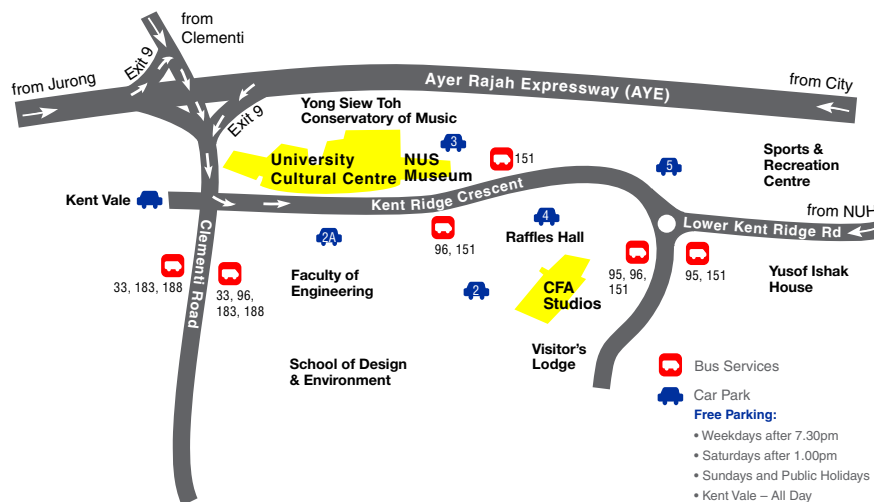 from
Clementi
Exit 9
from Jurong
Ayer Rajah Expressway (AYE)
from City
Exit 9
Yong Siew Toh
Conservatory of Music
3
University
Cultural Centre
NUS
Museum
151
5
Sports &
Recreation
Centre
Kent Vale
Kent Ridge Crescent
4
Raffles Hall
from NUH
Lower Kent Ridge Rd
2A
96, 151
Clementi Road
33, 183, 188
33, 96,
183, 188
Faculty of
Engineering
2
CFA
Studios
95, 96,
151
95, 151
Yusof Ishak
House
School of Design
& Environment
Visitor's
Lodge
Bus Services
Car Park
Free Parking:
• Weekdays after 7.30pm
• Saturdays after 1.00pm
• Sundays and Public Holidays
• Kent Vale – All Day